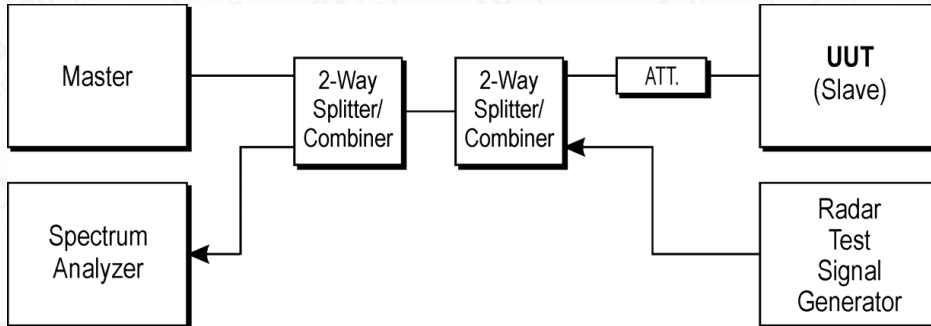 Master
2-Way
Splitter/
Combiner
2-Way
Splitter/
Combiner
ATT.
UUT
(Slave)
Spectrum
Analyzer
Radar
Test
Signal
Generator